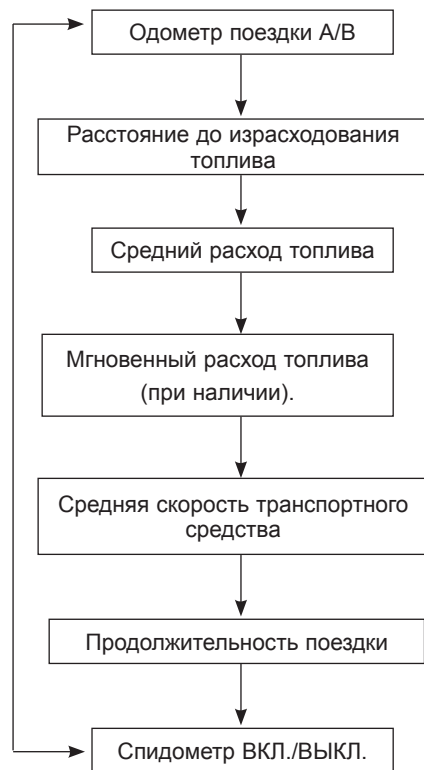 Одометр поездки A/B
Расстояние до израсходования
топлива
Средний расход топлива
Мгновенный расход топлива
(при наличии).
Средняя скорость транспортного
средства
Продолжительность поездки
Спидометр ВКЛ./ВЫКЛ.